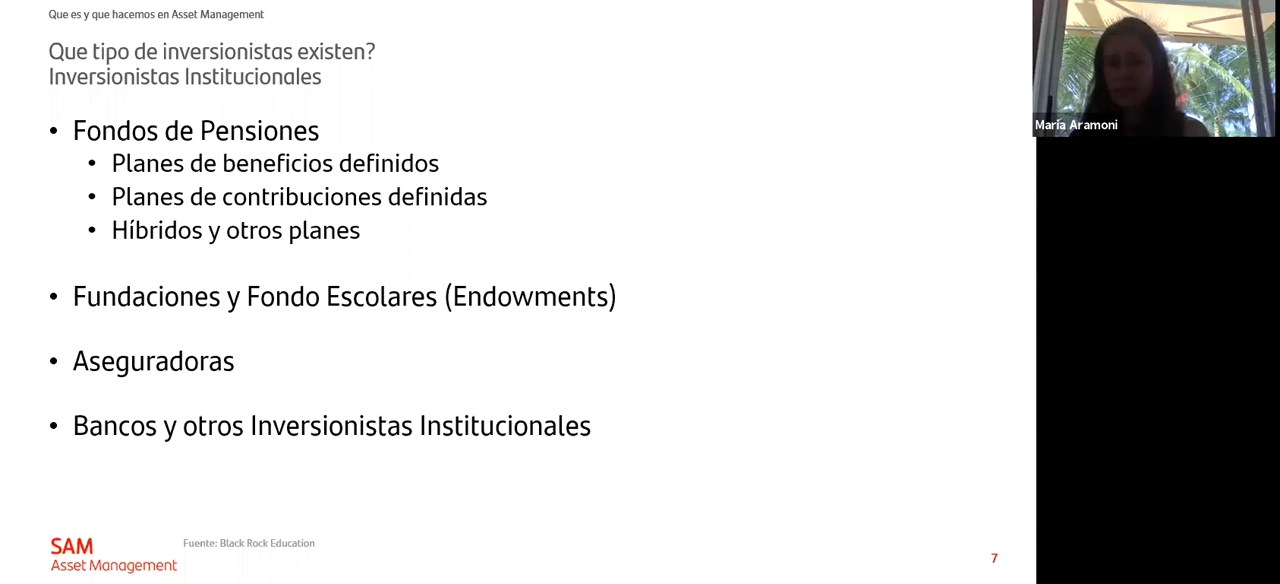 Que es y que hacemos en Asset Management
Que tipo de inversionistas existen?
Inversionistas Institucionales
• Fondos de Pensiones
• Planes de beneficios definidos
• Planes de contribuciones definidas
• Híbridos y otros planes
• Fundaciones y Fondo Escolares (Endowments)
• Aseguradoras
• Bancos y otros Inversionistas Institucionales
SAM
Asset Management
Fuente: Black Rock Education
7
María Aramoni